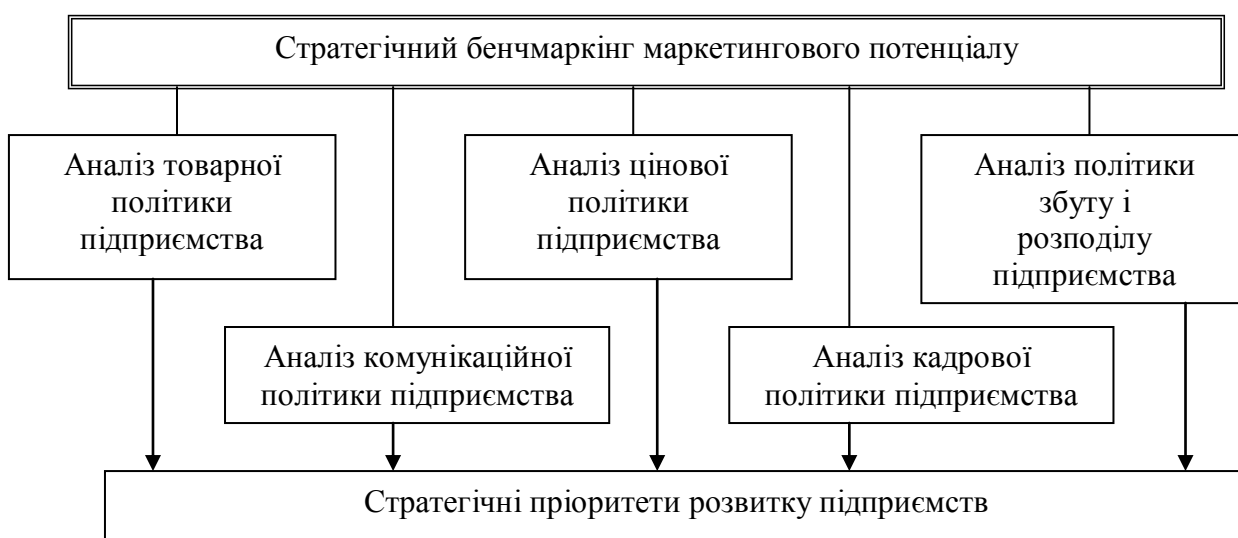 Стратегічний бенчмаркінг маркетингового потенціалу
Аналіз товарної
політики
підприємства
Аналіз цінової
політики
підприємства
Аналіз політики
збуту і
розподілу
підприємства
Аналіз комунікаційної
політики підприємства
Аналіз кадрової
політики підприємства
Стратегічні пріоритети розвитку підприємств